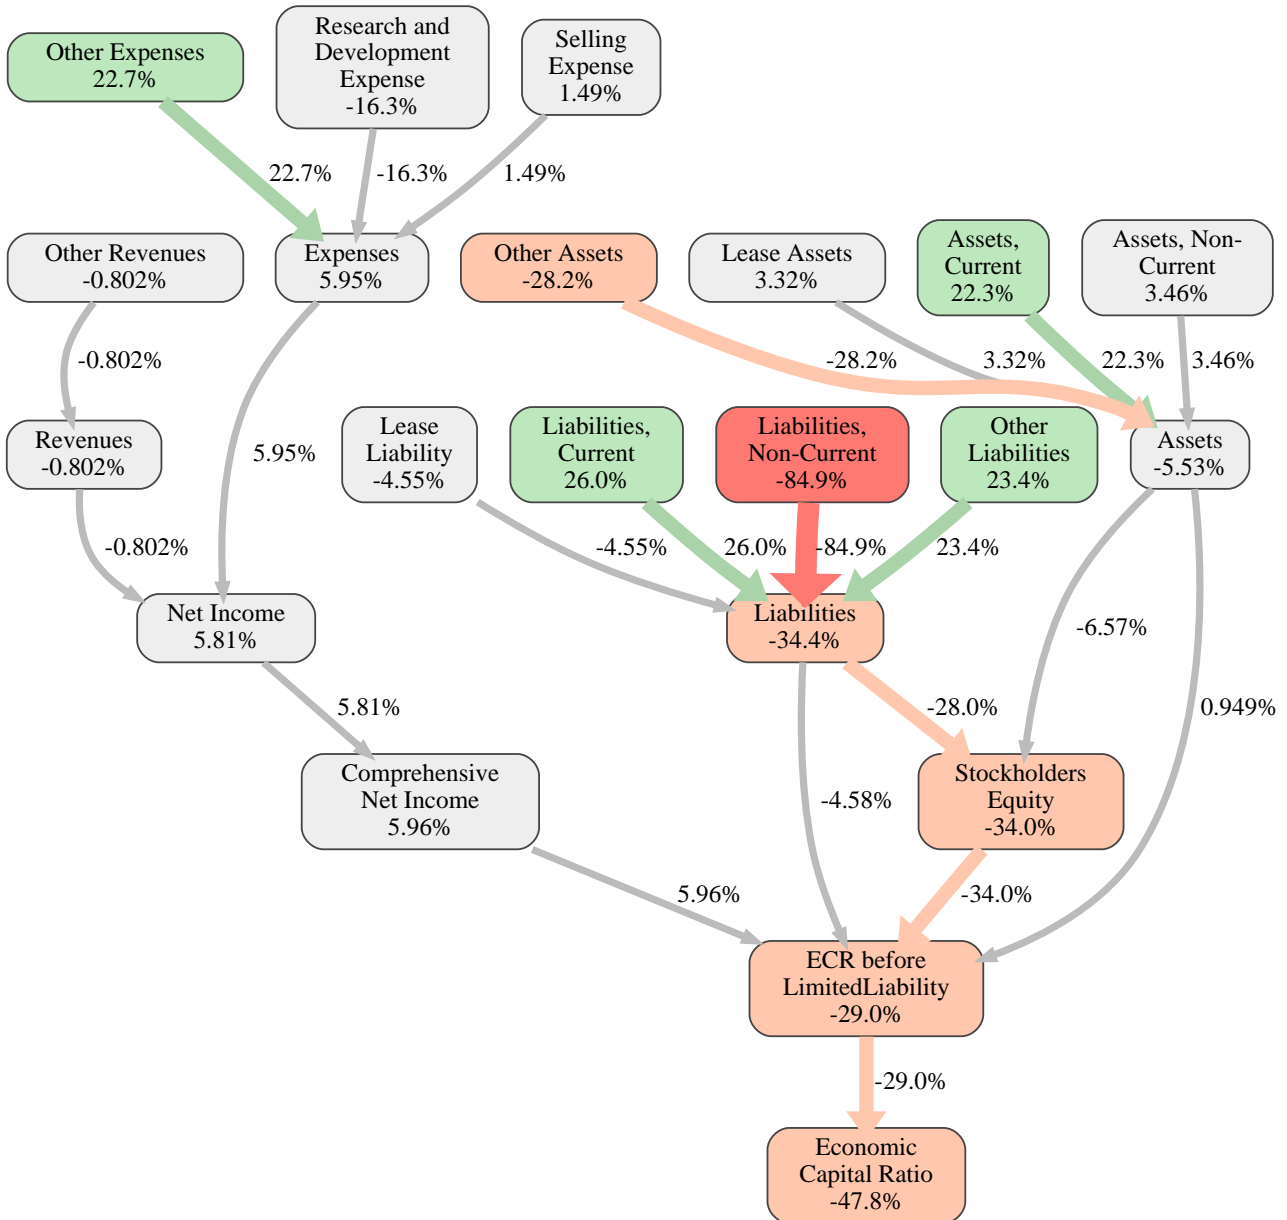 Other Expenses
22.7%
Research and
Development
Expense
-16.3%
Selling
Expense
1.49%
22.7%
-16.3%
1.49%
Other Revenues
-0.802%
Expenses
5.95%
Other Assets
-28.2%
Lease Assets
3.32%
Assets,
Current
22.3%
Assets, Non-
Current
3.46%
-0.802%
-28.2%
3.32%
22.3%
3.46%
Revenues
-0.802%
5.95%
Lease
Liability
-4.55%
Liabilities,
Current
26.0%
Liabilities,
Non-Current
-84.9%
Other
Liabilities
23.4%
Assets
-5.53%
-0.802%
-4.55%
26.0%
-84.9%
23.4%
Net Income
5.81%
Liabilities
-34.4%
-6.57%
5.81%
-28.0%
0.949%
Comprehensive
Net Income
5.96%
-4.58%
Stockholders
Equity
-34.0%
5.96%
-34.0%
ECR before
LimitedLiability
-29.0%
-29.0%
Economic
Capital Ratio
-47.8%